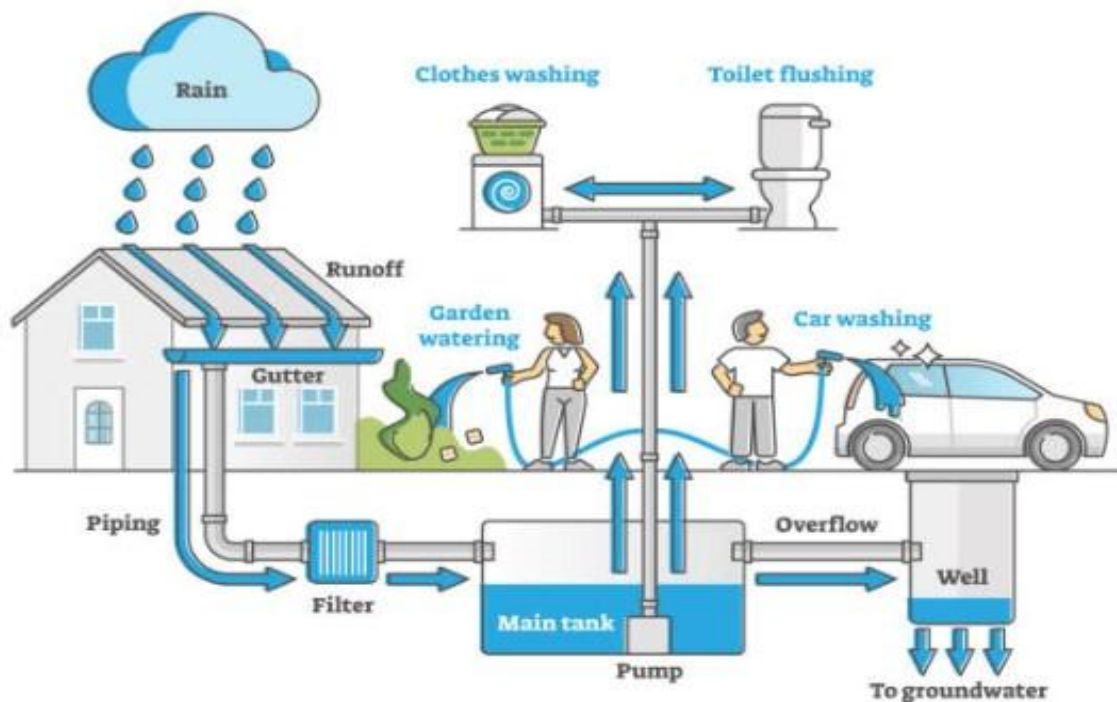 Rain
Clothes washing
Toilet flushing
Runoff
Garden
watering
Car washing
Gutter
Piping
Filter
Main tank
Pump
Overflow
Well
To groundwater